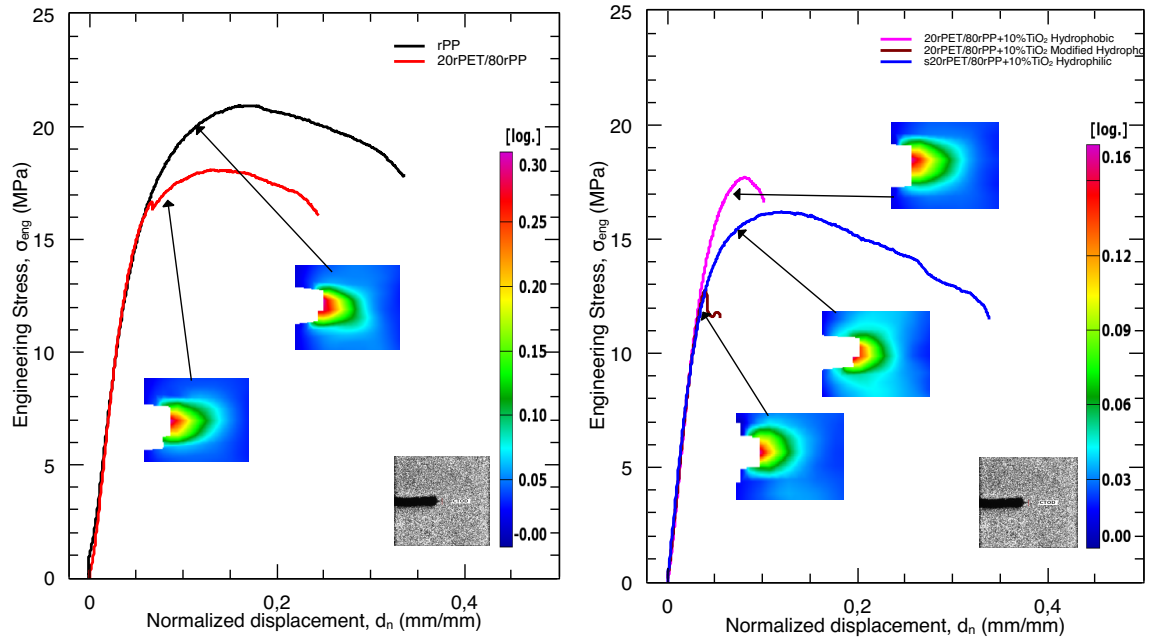 rPP
20rPET/80rPP
[log.]
0.30
0.25
0.20
0.15
0.10
0.05
-0.00
25
20
15
10
5
0
Engineering Stress, σeng (MPa)
0
0,2
0,4
Normalized displacement, dn (mm/mm)
20rPET/80rPP+10%TiO2 Hydrophobic
20rPET/80rPP+10%TiO2 Modified Hydropho
s20rPET/80rPP+10%TiO2 Hydrophilic
[log.]
0.16
0.12
0.09
0.06
0.03
0.00
25
20
15
10
5
0
Engineering Stress, σeng (MPa)
CTOD
0
0,2
0,4
Normalized displacement, dn (mm/mm)